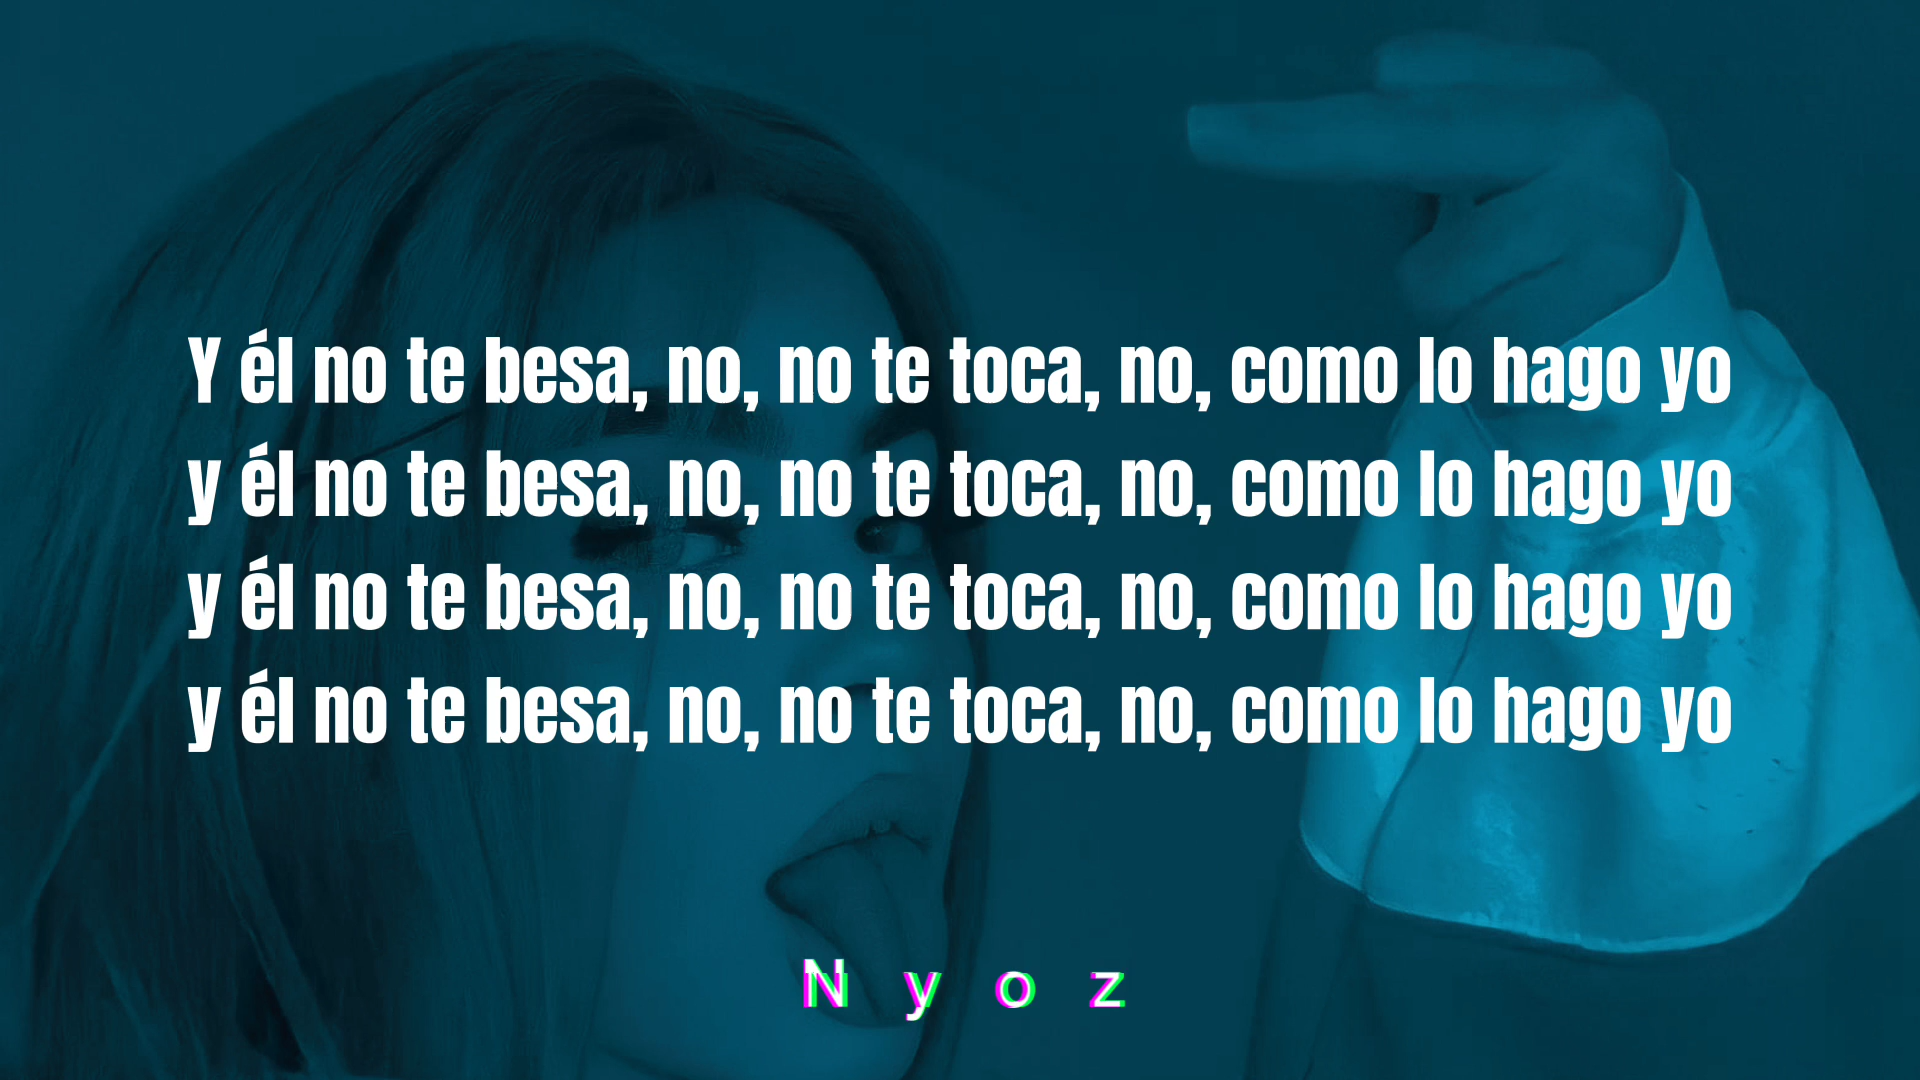 Y él no te besa, no, no te toca, no, como lo hago yo
y él no te besa, no, no te toca, no, como lo hago yo
y él no te besa, no, no te toca, no, como lo hago yo
y él no te besa, no, no te toca, no, como lo hago yo
Nyoz